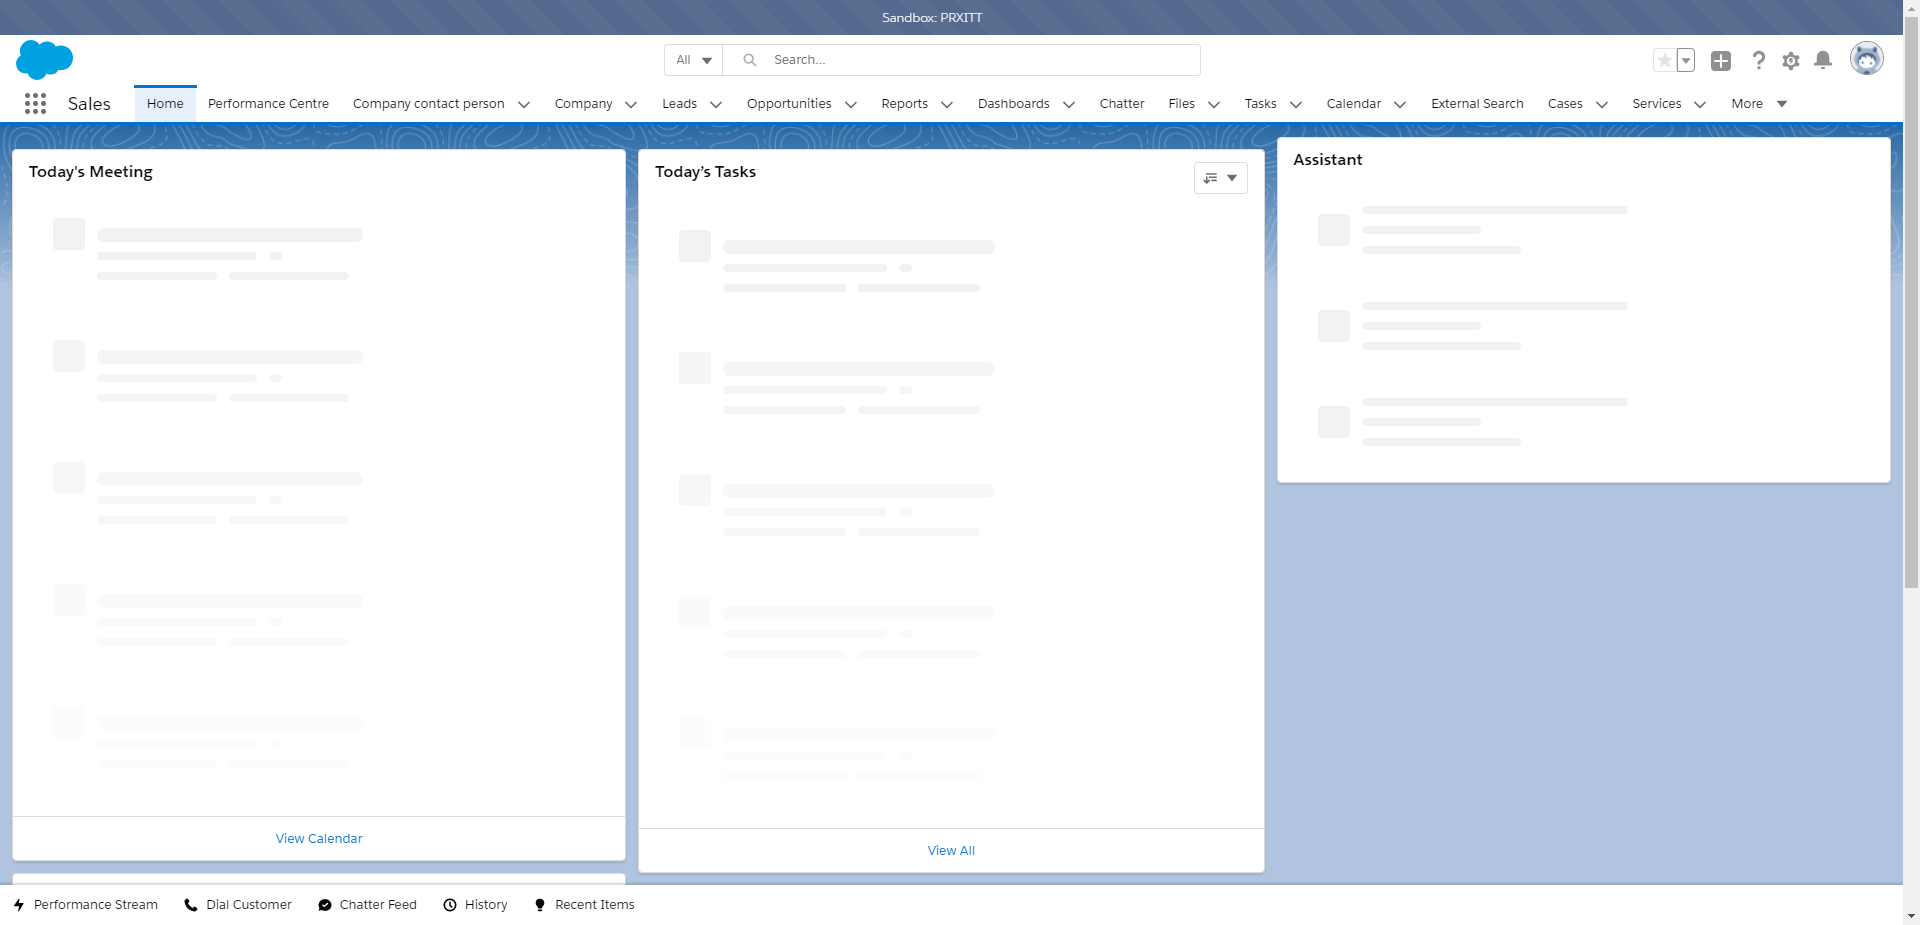 Sandbox: PRXITT
All
Search...
Sales
Home
Performance Centre
Company contact person
Company
Leads
Opportunities
Reports
Dashboards
Chatter
Files
Tasks
Calendar
External Search
Cases
Services
More
Today's Meeting
View Calendar
Today's Tasks
View All
Assistant
Performance Stream
Dial Customer
Chatter Feed
History
Recent Items